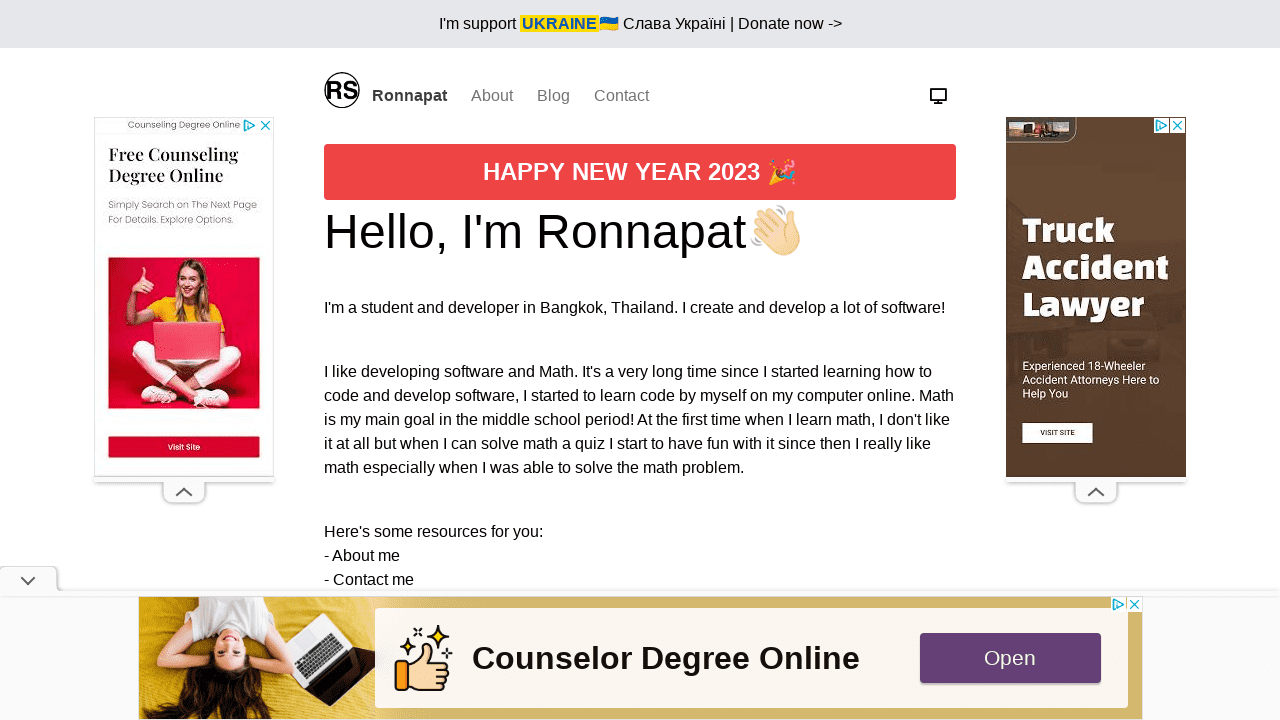 I'm support UKRAINE🇺🇦 Слава Україні | Donate now ->
RS Ronnapat About Blog Contact
Counseling Degree Online
Free Counseling
Degree Online
Simply Search on The Next Page
For Details. Explore Options.
Visit Site
HAPPY NEW YEAR 2023 🎉
Hello, I'm Ronnapat👋🏼
I'm a student and developer in Bangkok, Thailand. I create and develop a lot of software!
I like developing software and Math. It's a very long time since I started learning how to
code and develop software, I started to learn code by myself on my computer online. Math
is my main goal in the middle school period! At the first time when I learn math, I don't like
it at all but when I can solve math a quiz I start to have fun with it since then I really like
math especially when I was able to solve the math problem.
Here's some resources for you:
- About me
- Contact me
Truck
Accident
Lawyer
Experienced 18-Wheeler
Accident Attorneys Here to
Help You
VISIT SITE
Counselor Degree Online
Open